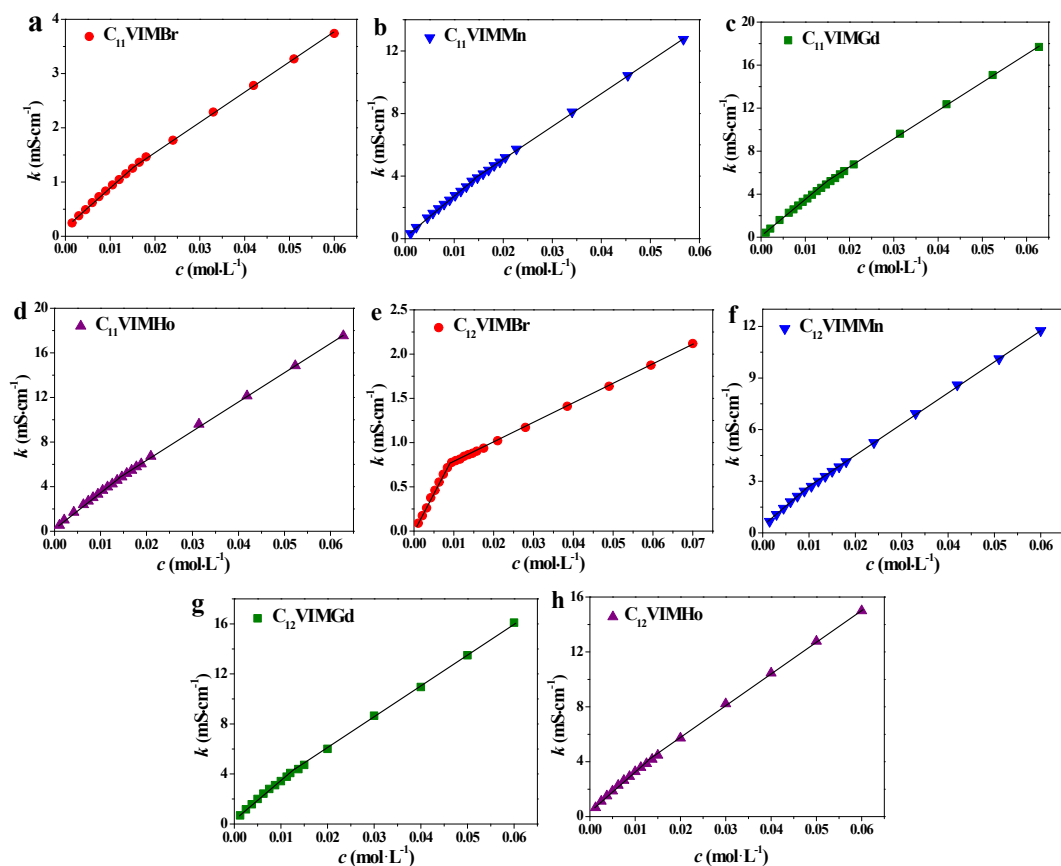 a
C₁₁VIMBr
k (mS·cm⁻¹)
4
3
2
1
0
0.00 0.01 0.02 0.03 0.04 0.05 0.06
c (mol·L⁻¹)
b
C₁₁VIMMn
k (mS·cm⁻¹)
12
8
4
0
0.00 0.01 0.02 0.03 0.04 0.05 0.06
c (mol·L⁻¹)
c
C₁₁VIMGd
k (mS·cm⁻¹)
20
16
12
8
4
0
0.00 0.01 0.02 0.03 0.04 0.05 0.06
c (mol·L⁻¹)
d
C₁₁VIMHo
k (mS·cm⁻¹)
20
16
12
8
4
0
0.00 0.01 0.02 0.03 0.04 0.05 0.06
c (mol·L⁻¹)
e
C₁₂VIMBr
k (mS·cm⁻¹)
2.5
2.0
1.5
1.0
0.5
0.0
0.00 0.01 0.02 0.03 0.04 0.05 0.06 0.07
c (mol·L⁻¹)
f
C₁₂VIMMn
k (mS·cm⁻¹)
12
9
6
3
0
0.00 0.01 0.02 0.03 0.04 0.05 0.06
c (mol·L⁻¹)
g
C₁₂VIMGd
k (mS·cm⁻¹)
16
12
8
4
0
0.00 0.01 0.02 0.03 0.04 0.05 0.06
c (mol·L⁻¹)
h
C₁₂VIMHo
k (mS·cm⁻¹)
16
12
8
4
0
0.00 0.01 0.02 0.03 0.04 0.05 0.06
c (mol·L⁻¹)